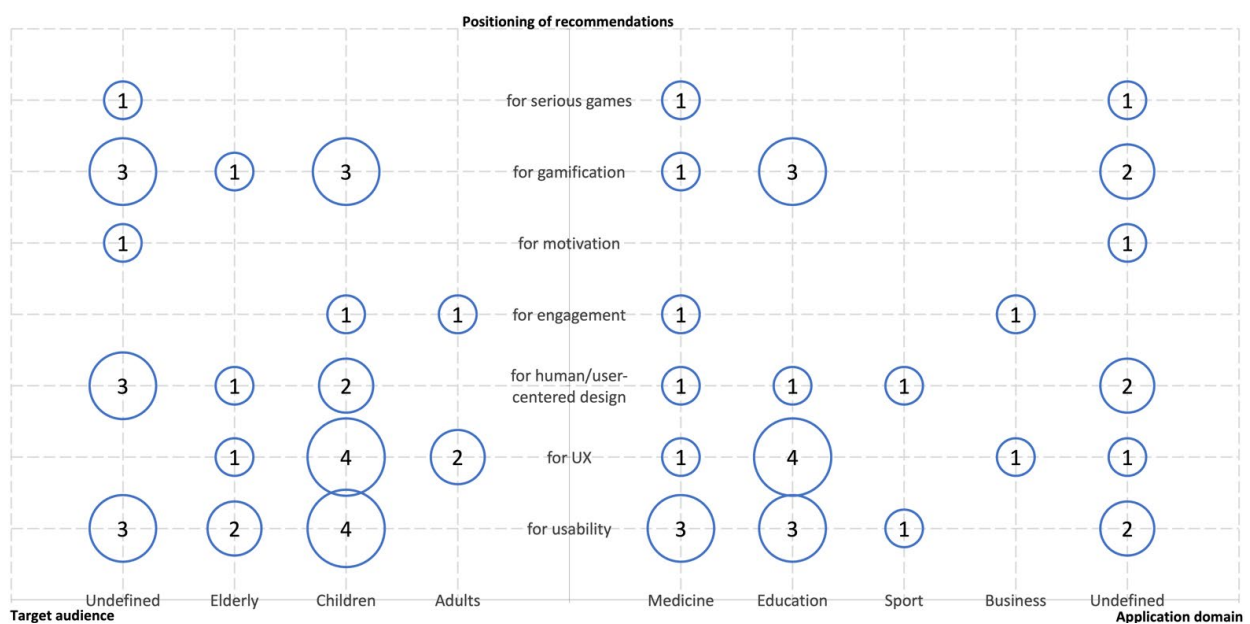 Positioning of recommendations
1 for serious games 1 1
3 1 3 for gamification 1 3 2
1 for motivation 1
1 1 for engagement 1 1
3 1 2 for human/user-
centered design 1 1 1 2
1 4 2 for UX 1 4 1 1
3 2 4 for usability 3 3 1 2
Undefined Elderly Children Adults Medicine Education Sport Business Undefined
Target audience Application domain